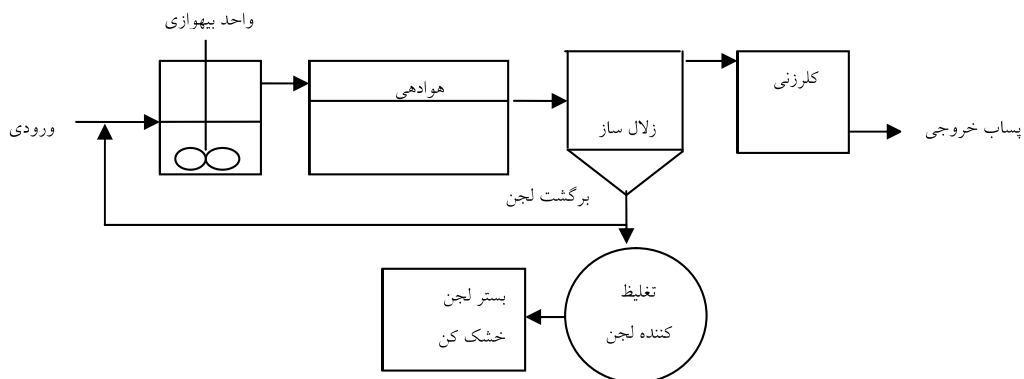 واحد بیهوازی
هوادهی
کلرزنی
ورودی
زلال ساز
پساب خروجی
برگشت لجن
تغلیظ
کننده لجن
بستر لجن
خشک کن